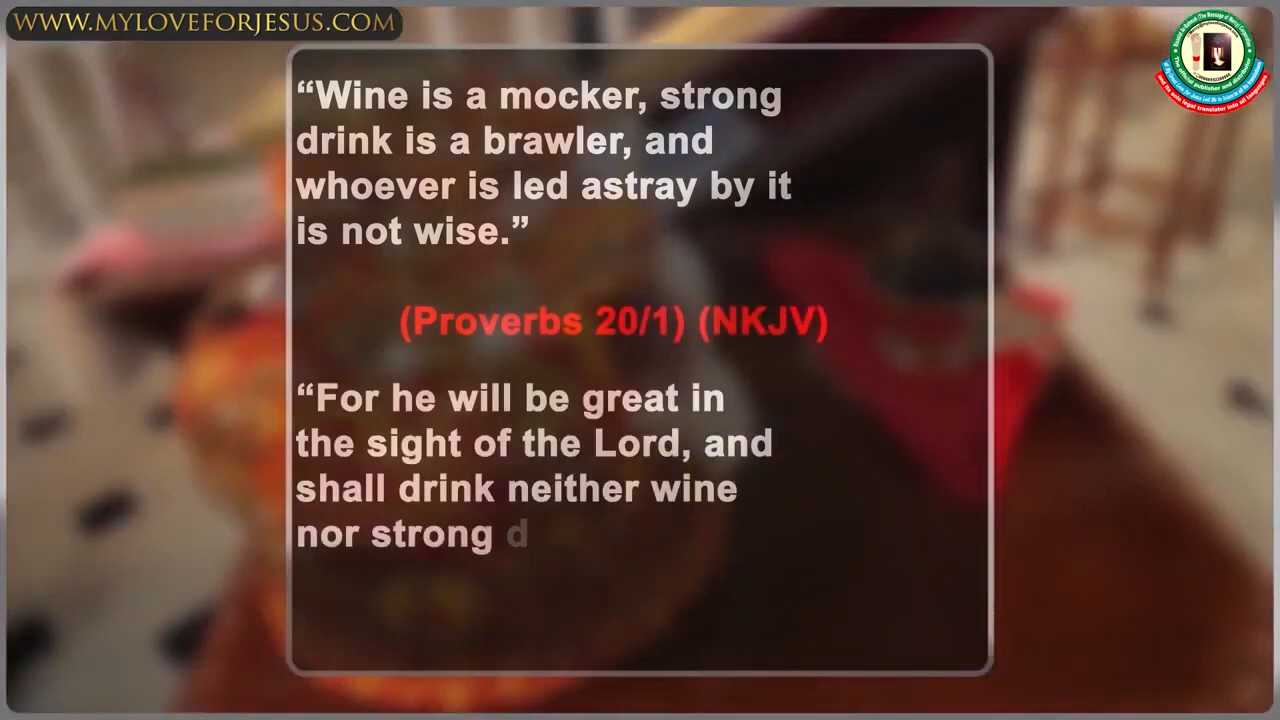 WWW.MYLOVEFORJESUS.COM
“Wine is a mocker, strong
drink is a brawler, and
whoever is led astray by it
is not wise.”
(Proverbs 20/1) (NKJV)
“For he will be great in
the sight of the Lord, and
shall drink neither wine
nor strong d